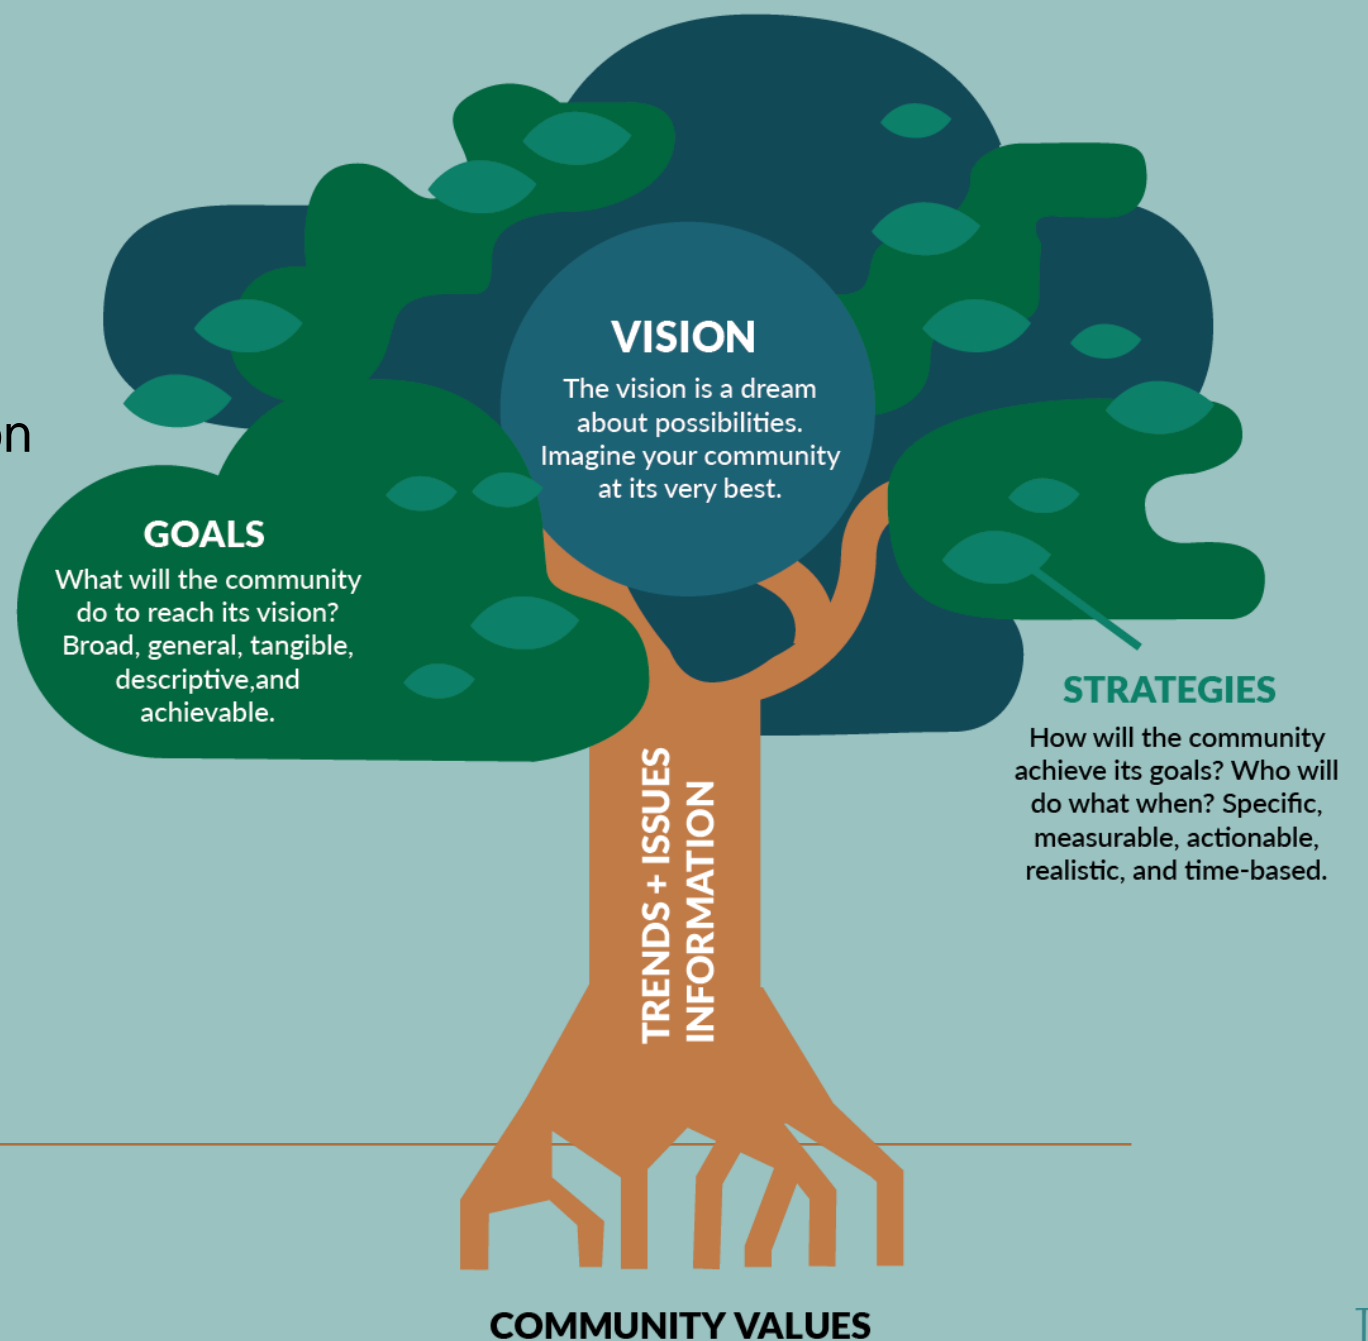 on
VISION
The vision is a dream
about possibilities.
Imagine your community
at its very best.
GOALS
What will the community
do to reach its vision?
Broad, general, tangible,
descriptive,and
achievable.
STRATEGIES
How will the community
achieve its goals? Who will
do what when? Specific,
measurable, actionable,
realistic, and time-based.
TRENDS + ISSUES
INFORMATION
COMMUNITY VALUES